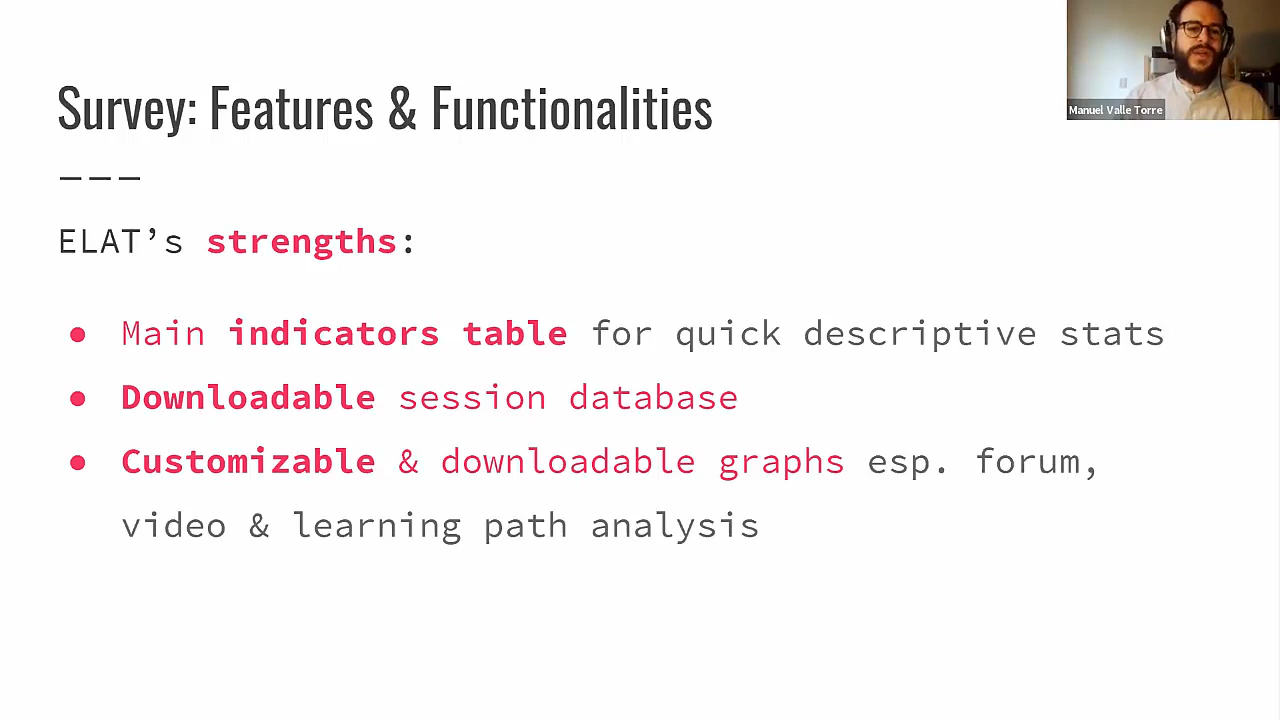 Survey: Features & Functionalities
Manuel Valle Torre
ELAT’s strengths:
● Main indicators table for quick descriptive stats
● Downloadable session database
● Customizable & downloadable graphs esp. forum,
video & learning path analysis